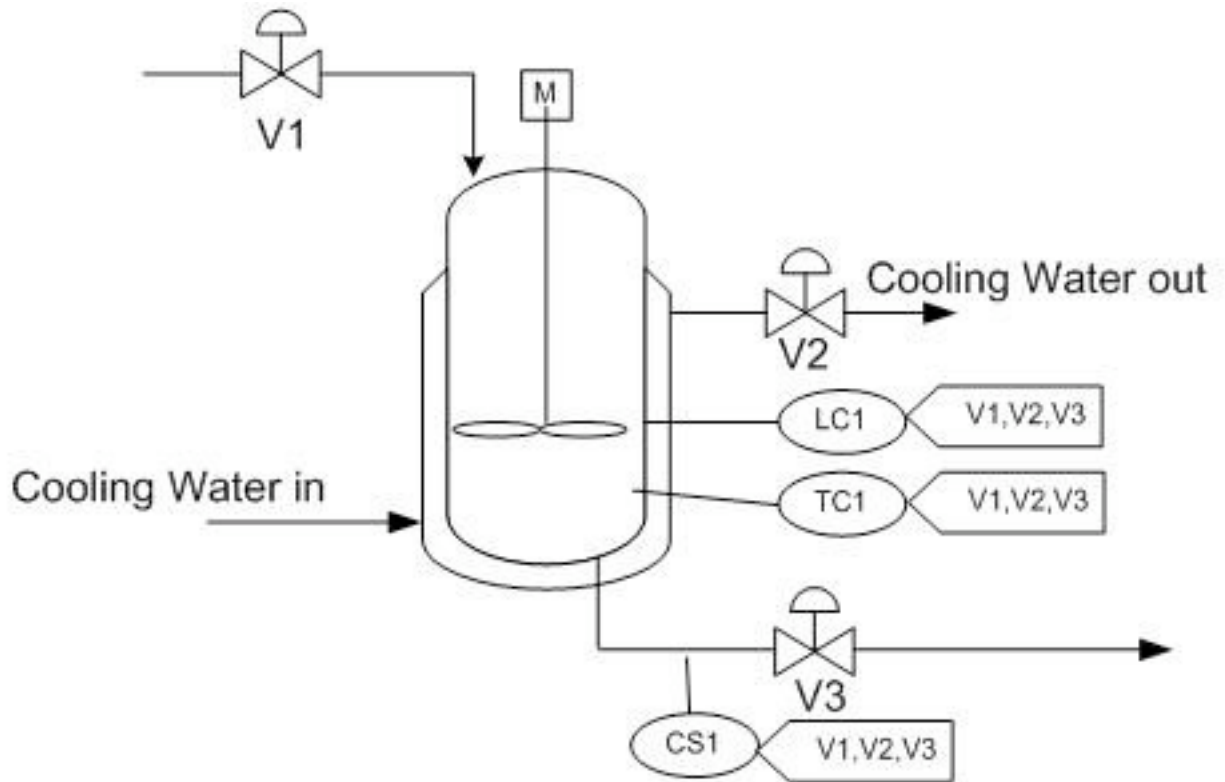 M
V1
Cooling Water out
V2
LC1
V1,V2,V3
Cooling Water in
TC1
V1,V2,V3
V3
CS1
V1,V2,V3